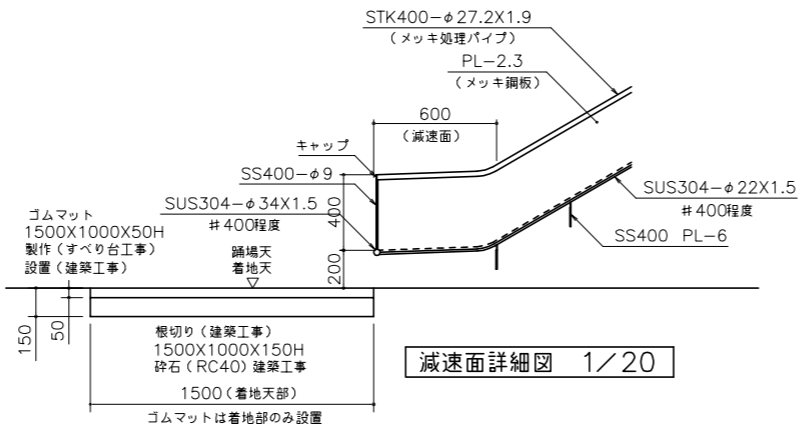 STK400-φ27.2X1.9
(メッキ処理パイプ)
PL-2.3
(メッキ鋼板)
600
(減速面)
キャップ
SS400-φ9
SUS304-φ34X1.5
#400程度
400
200
SUS304-φ22X1.5
#400程度
SS400 PL-6
ゴムマット
1500X1000X50H
製作(すべり台工事)
設置(建築工事)
踊場天
着地天
150
50
根切り(建築工事)
1500X1000X150H
砕石(RC40)建築工事
1500(着地天部)
ゴムマットは着地部のみ設置
減速面詳細図 1/20